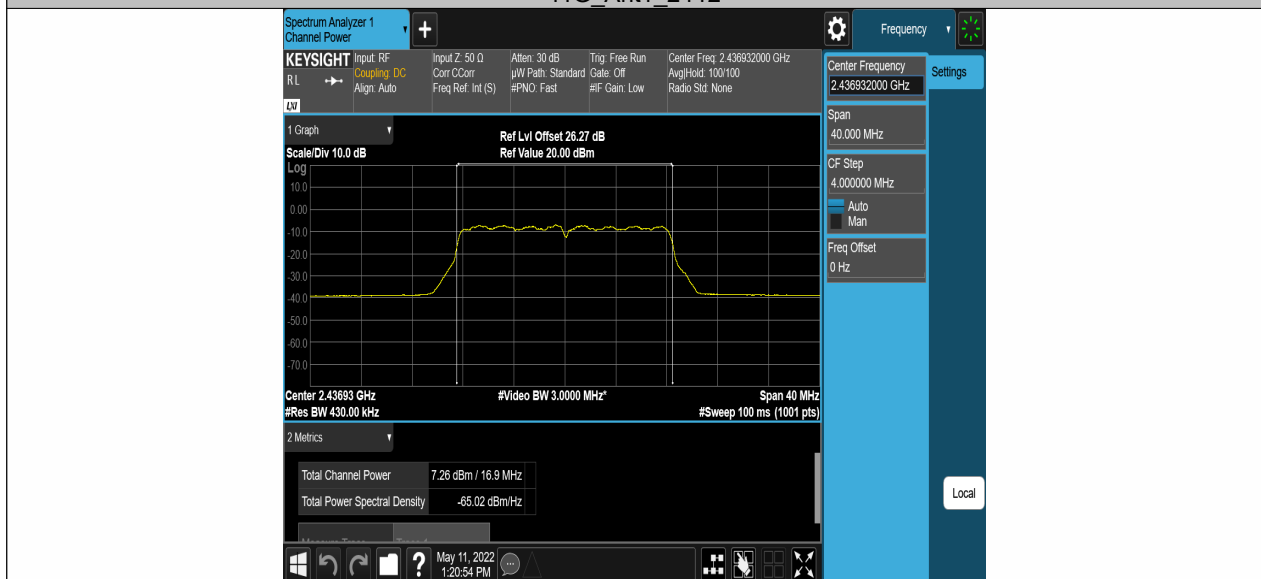 Spectrum Analyzer 1
Channel Power
+
Frequency
KEYSIGHT
Input: RF
Input Z: 50 Ω
Atten: 30 dB
Trig: Free Run
Center Freq: 2.436932000 GHz
RL
Coupling: DC
Corr CCorr
µW Path: Standard
Gate: Off
Avg|Hold: 100/100
Align: Auto
Freq Ref: Int (S)
#PNO: Fast
#IF Gain: Low
Radio Std: None
LXI
Center Frequency
2.436932000 GHz
Settings
Span
40.000 MHz
CF Step
4.000000 MHz
Auto
Man
Freq Offset
0 Hz
Local
1 Graph
Ref Lvl Offset 26.27 dB
Scale/Div 10.0 dB
Ref Value 20.00 dBm
Log
10.0
0.00
-10.0
-20.0
-30.0
-40.0
-50.0
-60.0
-70.0
Center 2.43693 GHz
#Video BW 3.0000 MHz*
Span 40 MHz
#Res BW 430.00 kHz
#Sweep 100 ms (1001 pts)
2 Metrics
Total Channel Power 7.26 dBm / 16.9 MHz
Total Power Spectral Density -65.02 dBm/Hz
?
May 11, 2022
1:20:54 PM